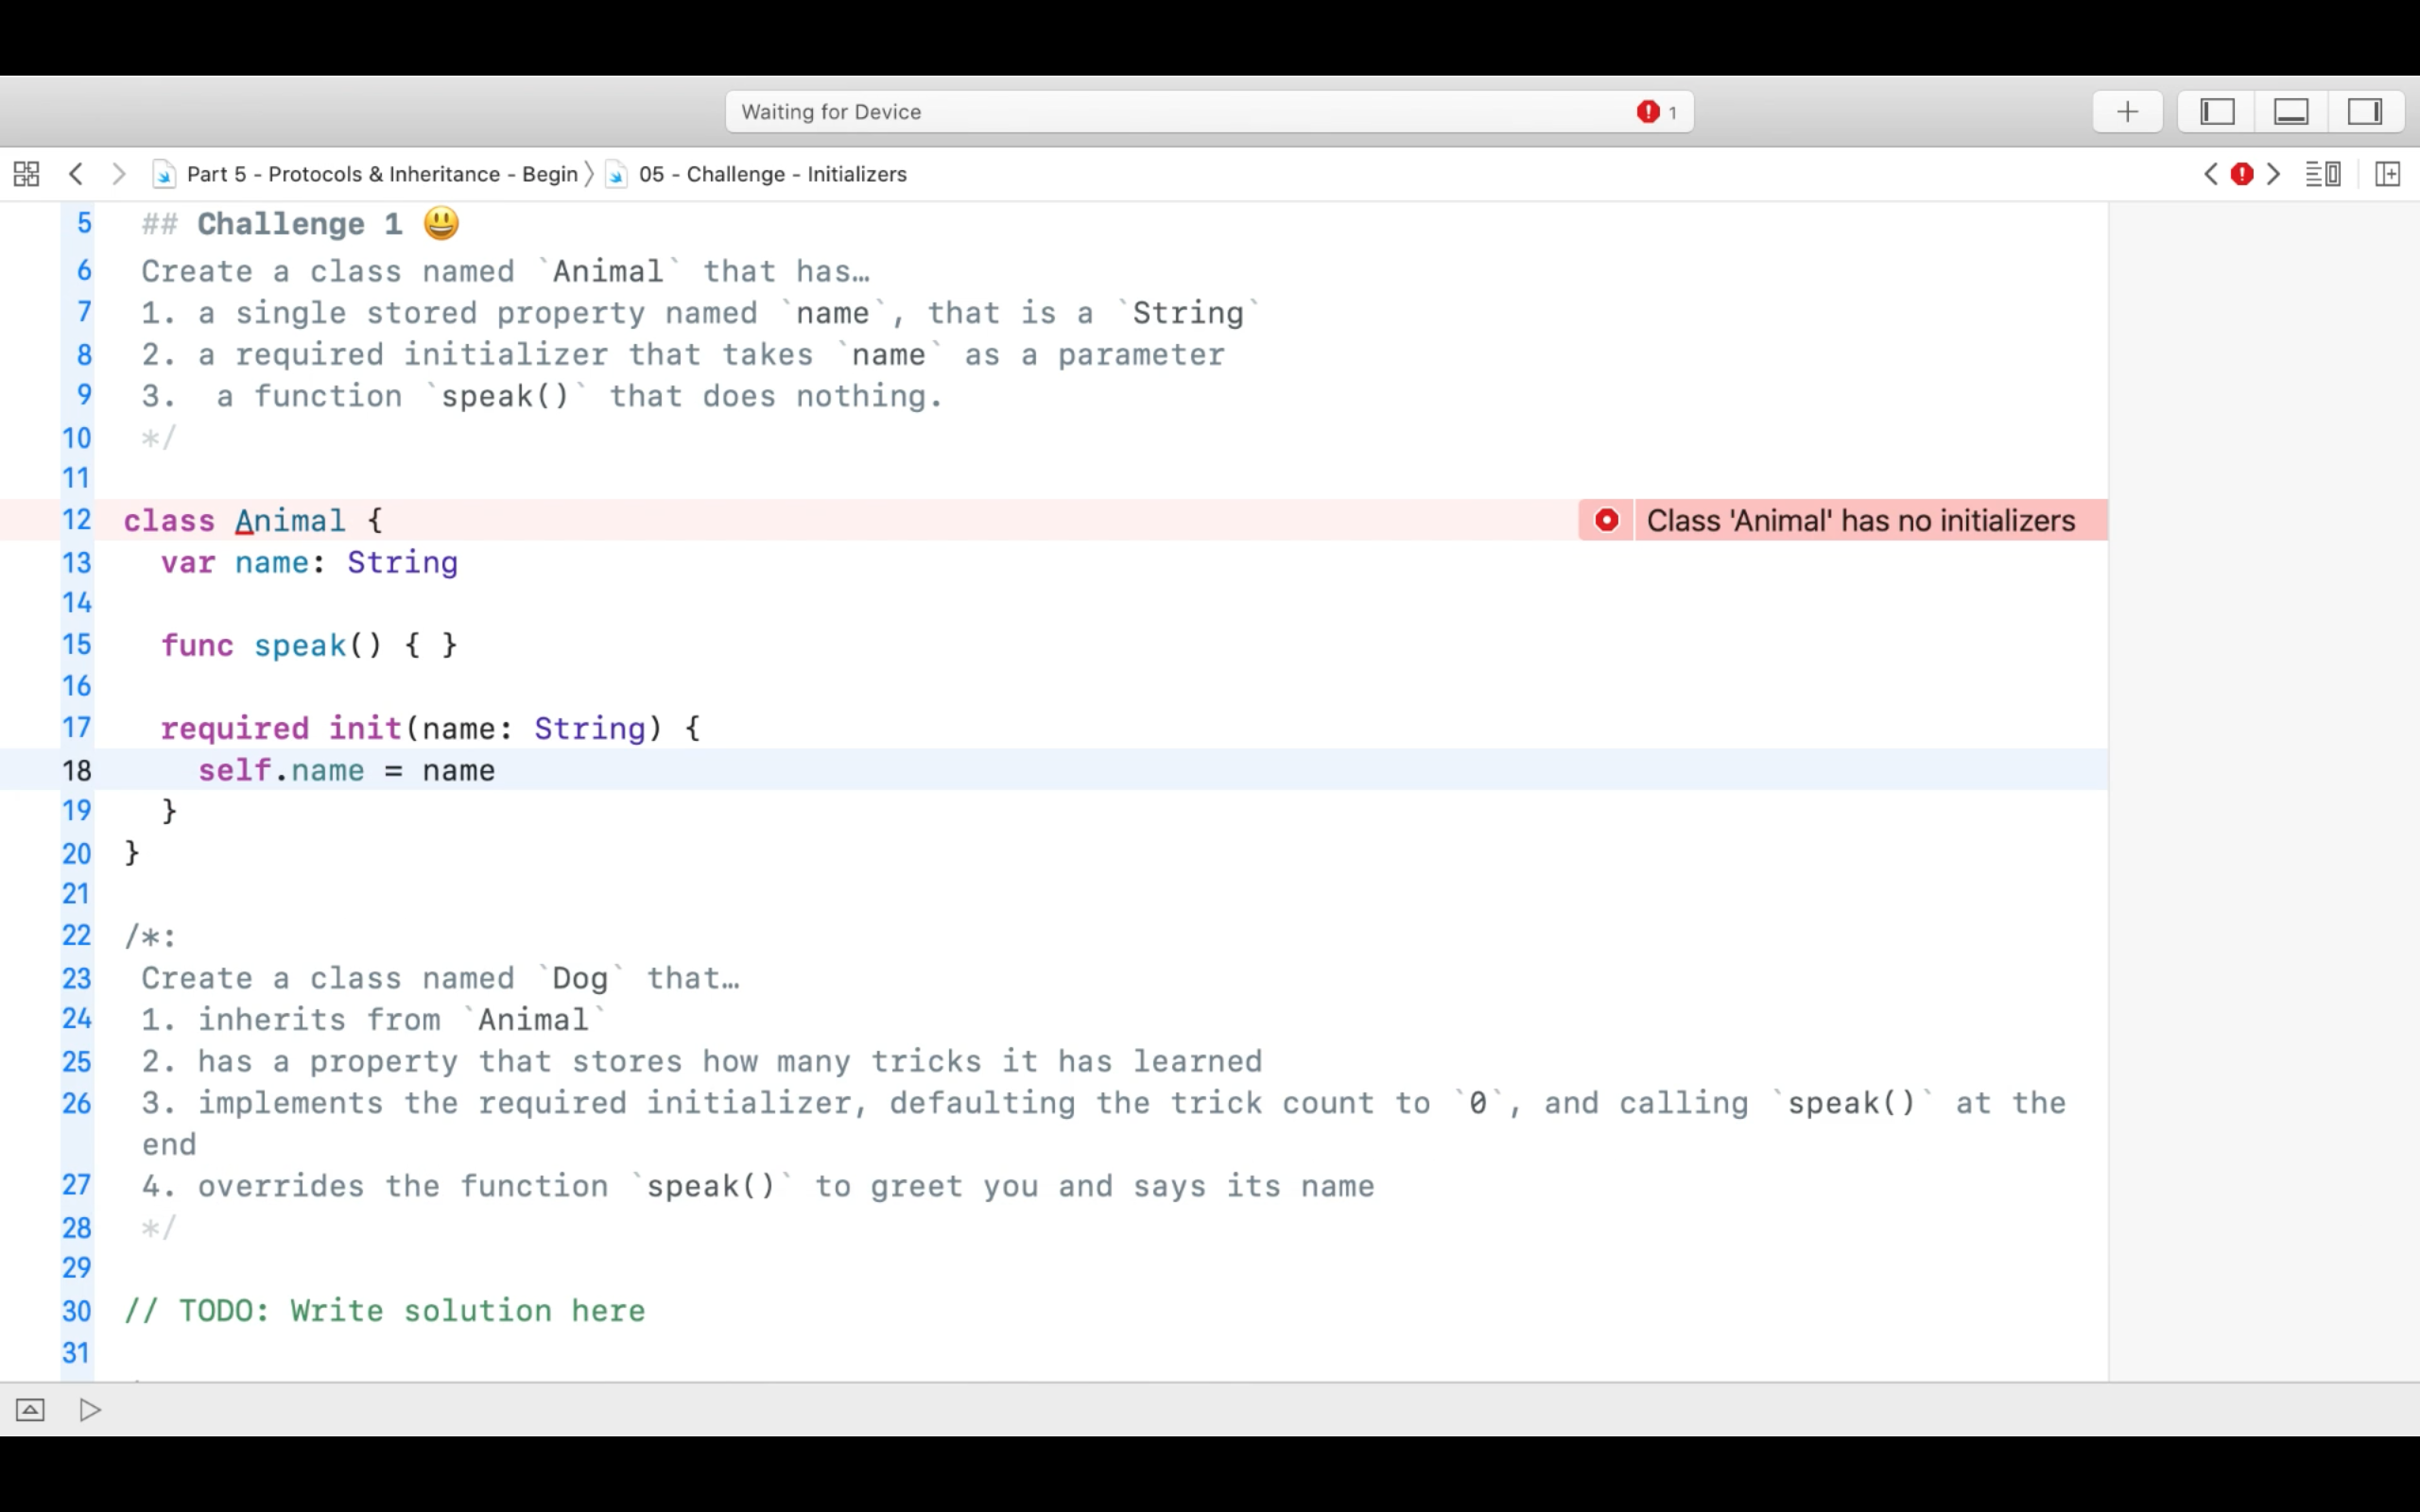 Waiting for Device 1
Part 5 - Protocols & Inheritance - Begin 05 - Challenge - Initializers
5 ## Challenge 1 😃
6 Create a class named `Animal` that has…
7 1. a single stored property named `name`, that is a `String`
8 2. a required initializer that takes `name` as a parameter
9 3.  a function `speak()` that does nothing.
10 */
11
12 class Animal { Class 'Animal' has no initializers
13 var name: String
14
15 func speak() { }
16
17 required init(name: String) {
18 self.name = name
19 }
20 }
21
22 /*:
23 Create a class named `Dog` that…
24 1. inherits from `Animal`
25 2. has a property that stores how many tricks it has learned
26 3. implements the required initializer, defaulting the trick count to `0`, and calling `speak()` at the
end
27 4. overrides the function `speak()` to greet you and says its name
28 */
29
30 // TODO: Write solution here
31